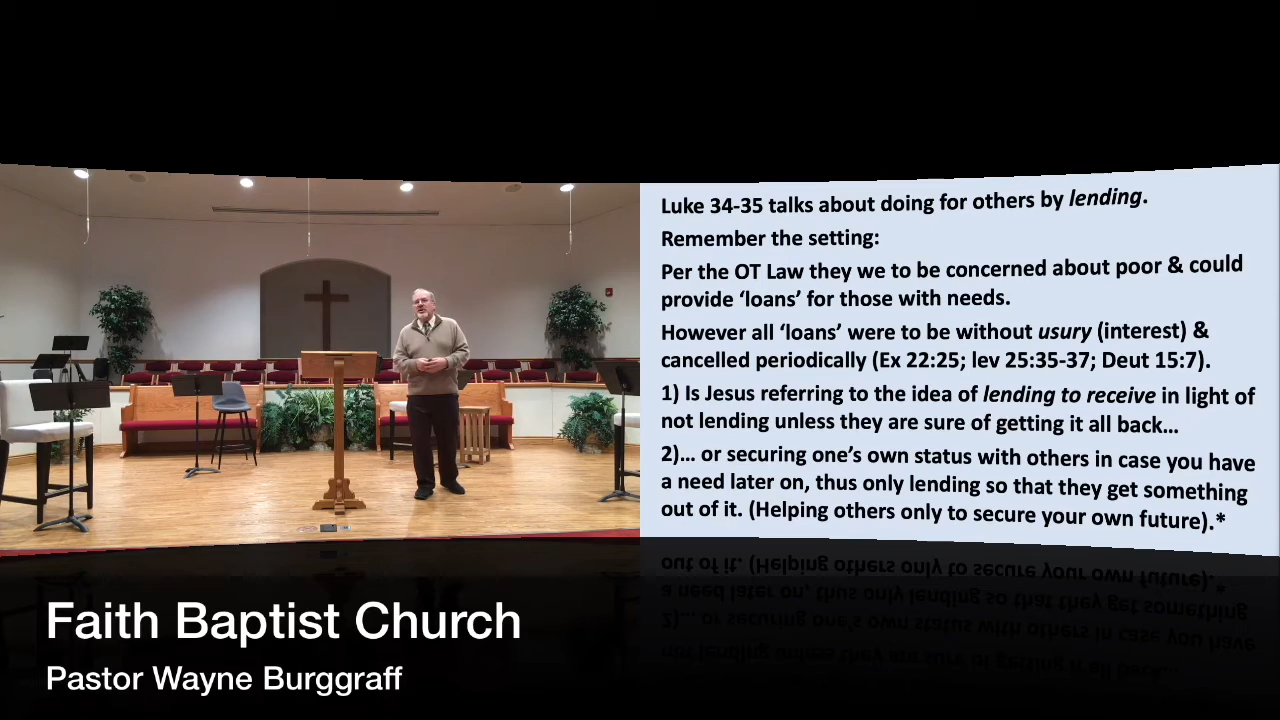 Luke 34-35 talks about doing for others by lending.
Remember the setting:
Per the OT Law they we to be concerned about poor & could
provide ‘loans’ for those with needs.
However all ‘loans’ were to be without usury (interest) &
cancelled periodically (Ex 22:25; lev 25:35-37; Deut 15:7).
1) Is Jesus referring to the idea of lending to receive in light of
not lending unless they are sure of getting it all back…
2)… or securing one’s own status with others in case you have
a need later on, thus only lending so that they get something
out of it. (Helping others only to secure your own future).*
Faith Baptist Church
Pastor Wayne Burggraff